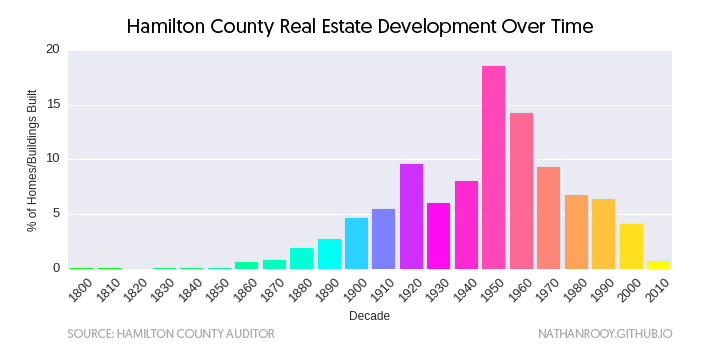 Hamilton County Real Estate Development Over Time
20
15
10
5
0
% of Homes/Buildings Built
1800 1810 1820 1830 1840 1850 1860 1870 1880 1890 1900 1910 1920 1930 1940 1950 1960 1970 1980 1990 2000 2010
Decade
SOURCE: HAMILTON COUNTY AUDITOR NATHANROOY.GITHUB.IO